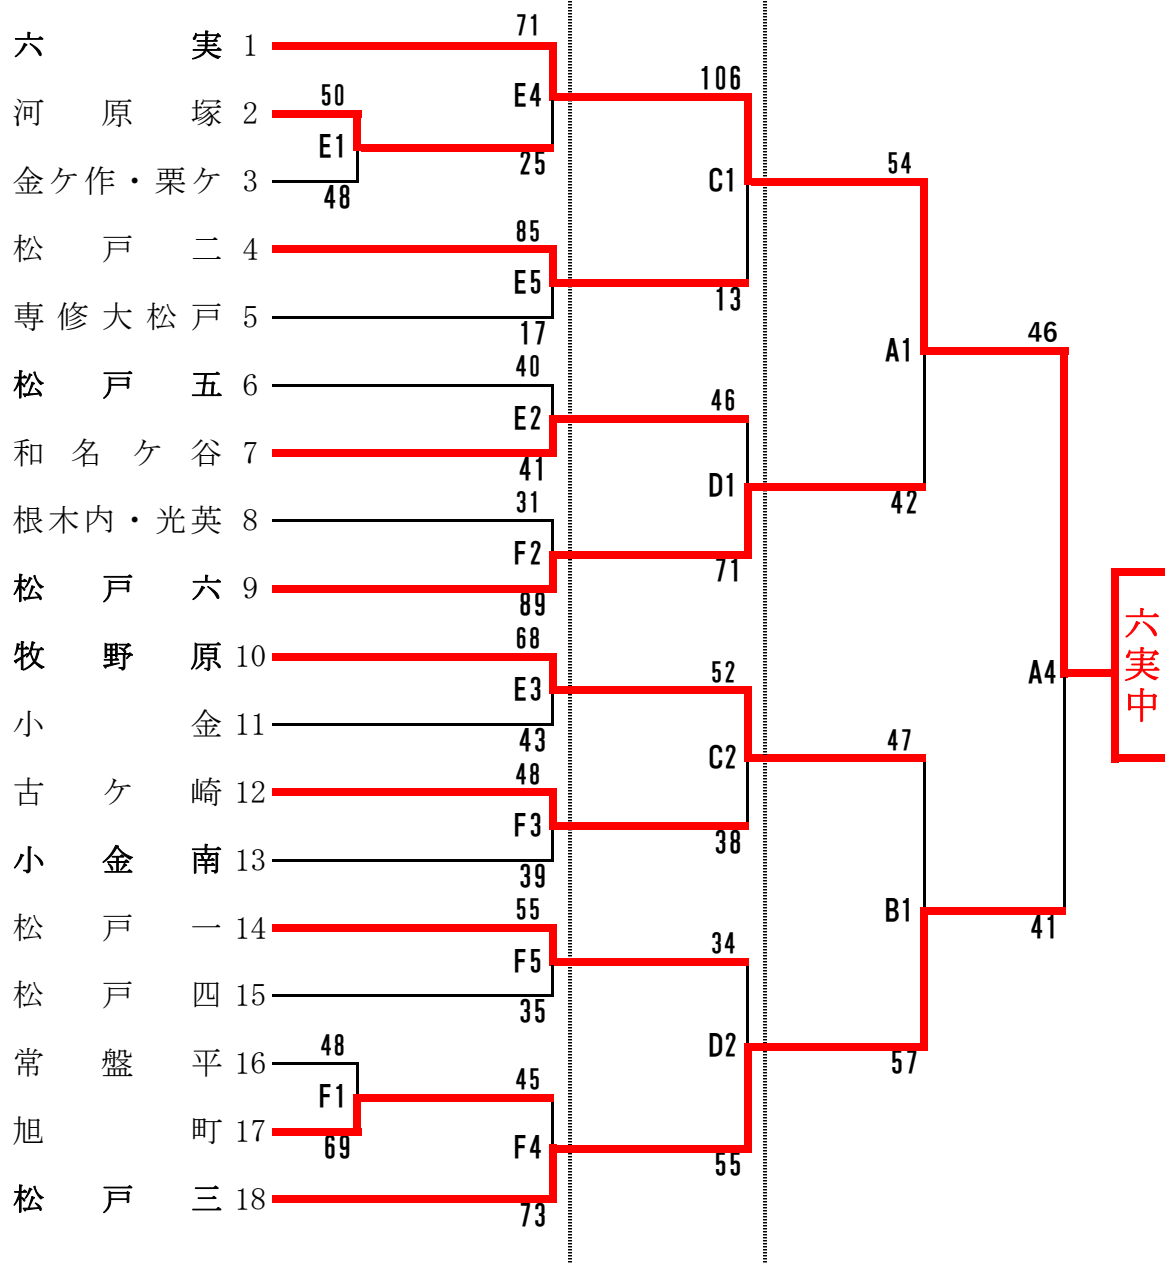 71
六実 1
106
50
E4
河原塚 2
E1
25
54
金ケ作・栗ケ 3
C1
48
85
松戸二 4
E5
13
専修大松戸 5
17
46
A1
40
松戸五 6
46
E2
和名ケ谷 7
41
D1
42
31
根木内・光英 8
F2
71
松戸六 9
89
六実中
68
牧野原 10
52
A4
E3
小金 11
43
47
C2
48
古ケ崎 12
F3
38
小金南 13
39
55
B1
松戸一 14
41
34
F5
松戸四 15
35
48
D2
常盤平 16
57
45
F1
旭町 17
69
F4
55
松戸三 18
73